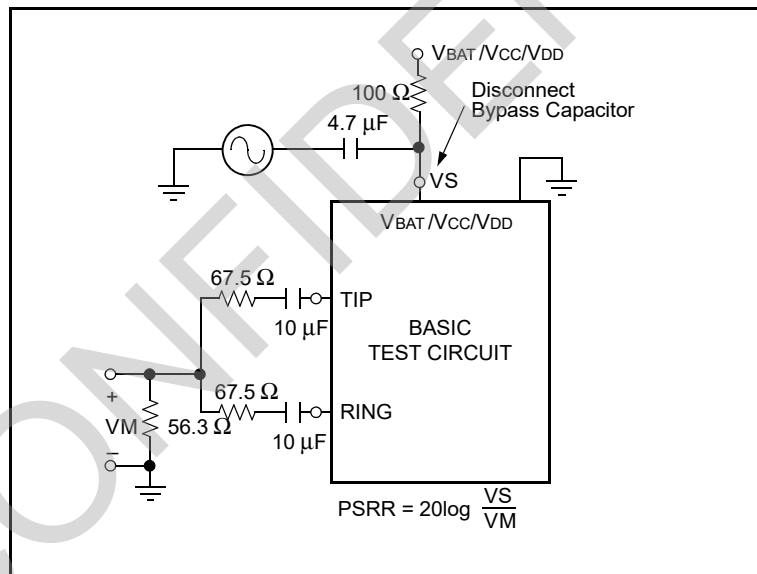 VBAT/VCC/VDD
100 Ω
Disconnect
Bypass Capacitor
4.7 μF
VS
VBAT/VCC/VDD
67.5 Ω
TIP
10 μF
BASIC
TEST CIRCUIT
67.5 Ω
+
VM
–
56.3 Ω
RING
10 μF
PSRR = 20log VS
VM
ONFIDE